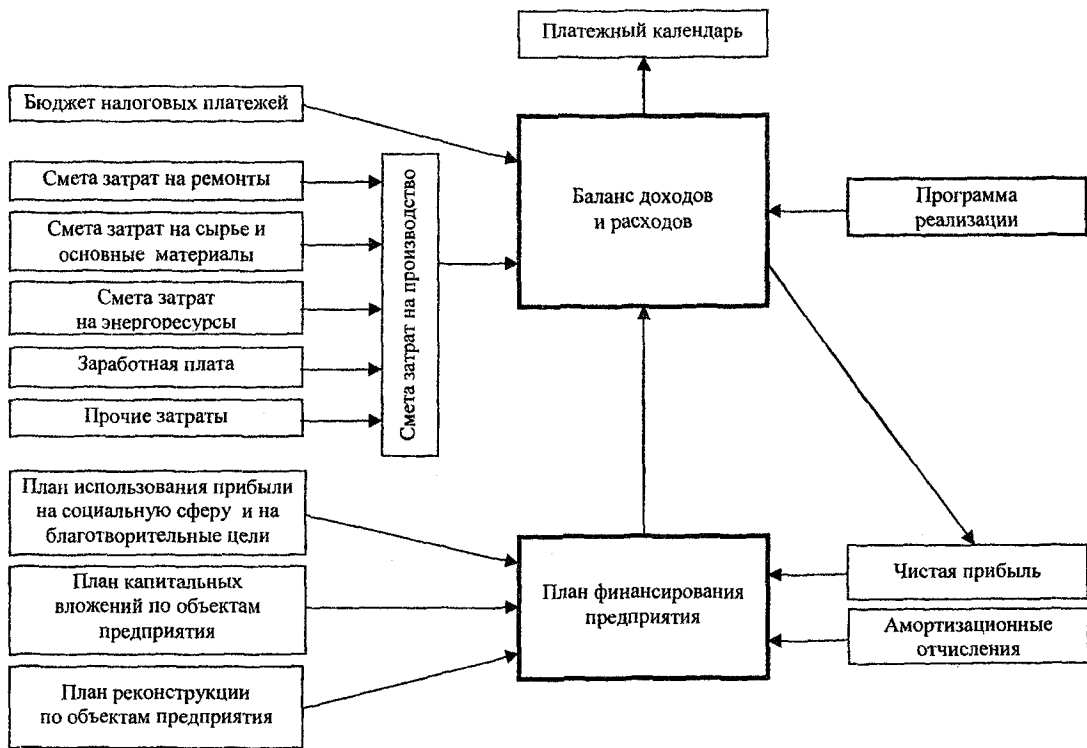 Платежный календарь
Бюджет налоговых платежей
Смета затрат на ремонты
Смета затрат на сырье и
основные материалы
Смета затрат
на энергоресурсы
Заработная плата
Прочие затраты
Смета затрат на производство
Баланс доходов
и расходов
Программа
реализации
План использования прибыли
на социальную сферу и на
благотворительные цели
План капитальных
вложений по объектам
предприятия
План реконструкции
по объектам предприятия
План финансирования
предприятия
Чистая прибыль
Амортизационные
отчисления